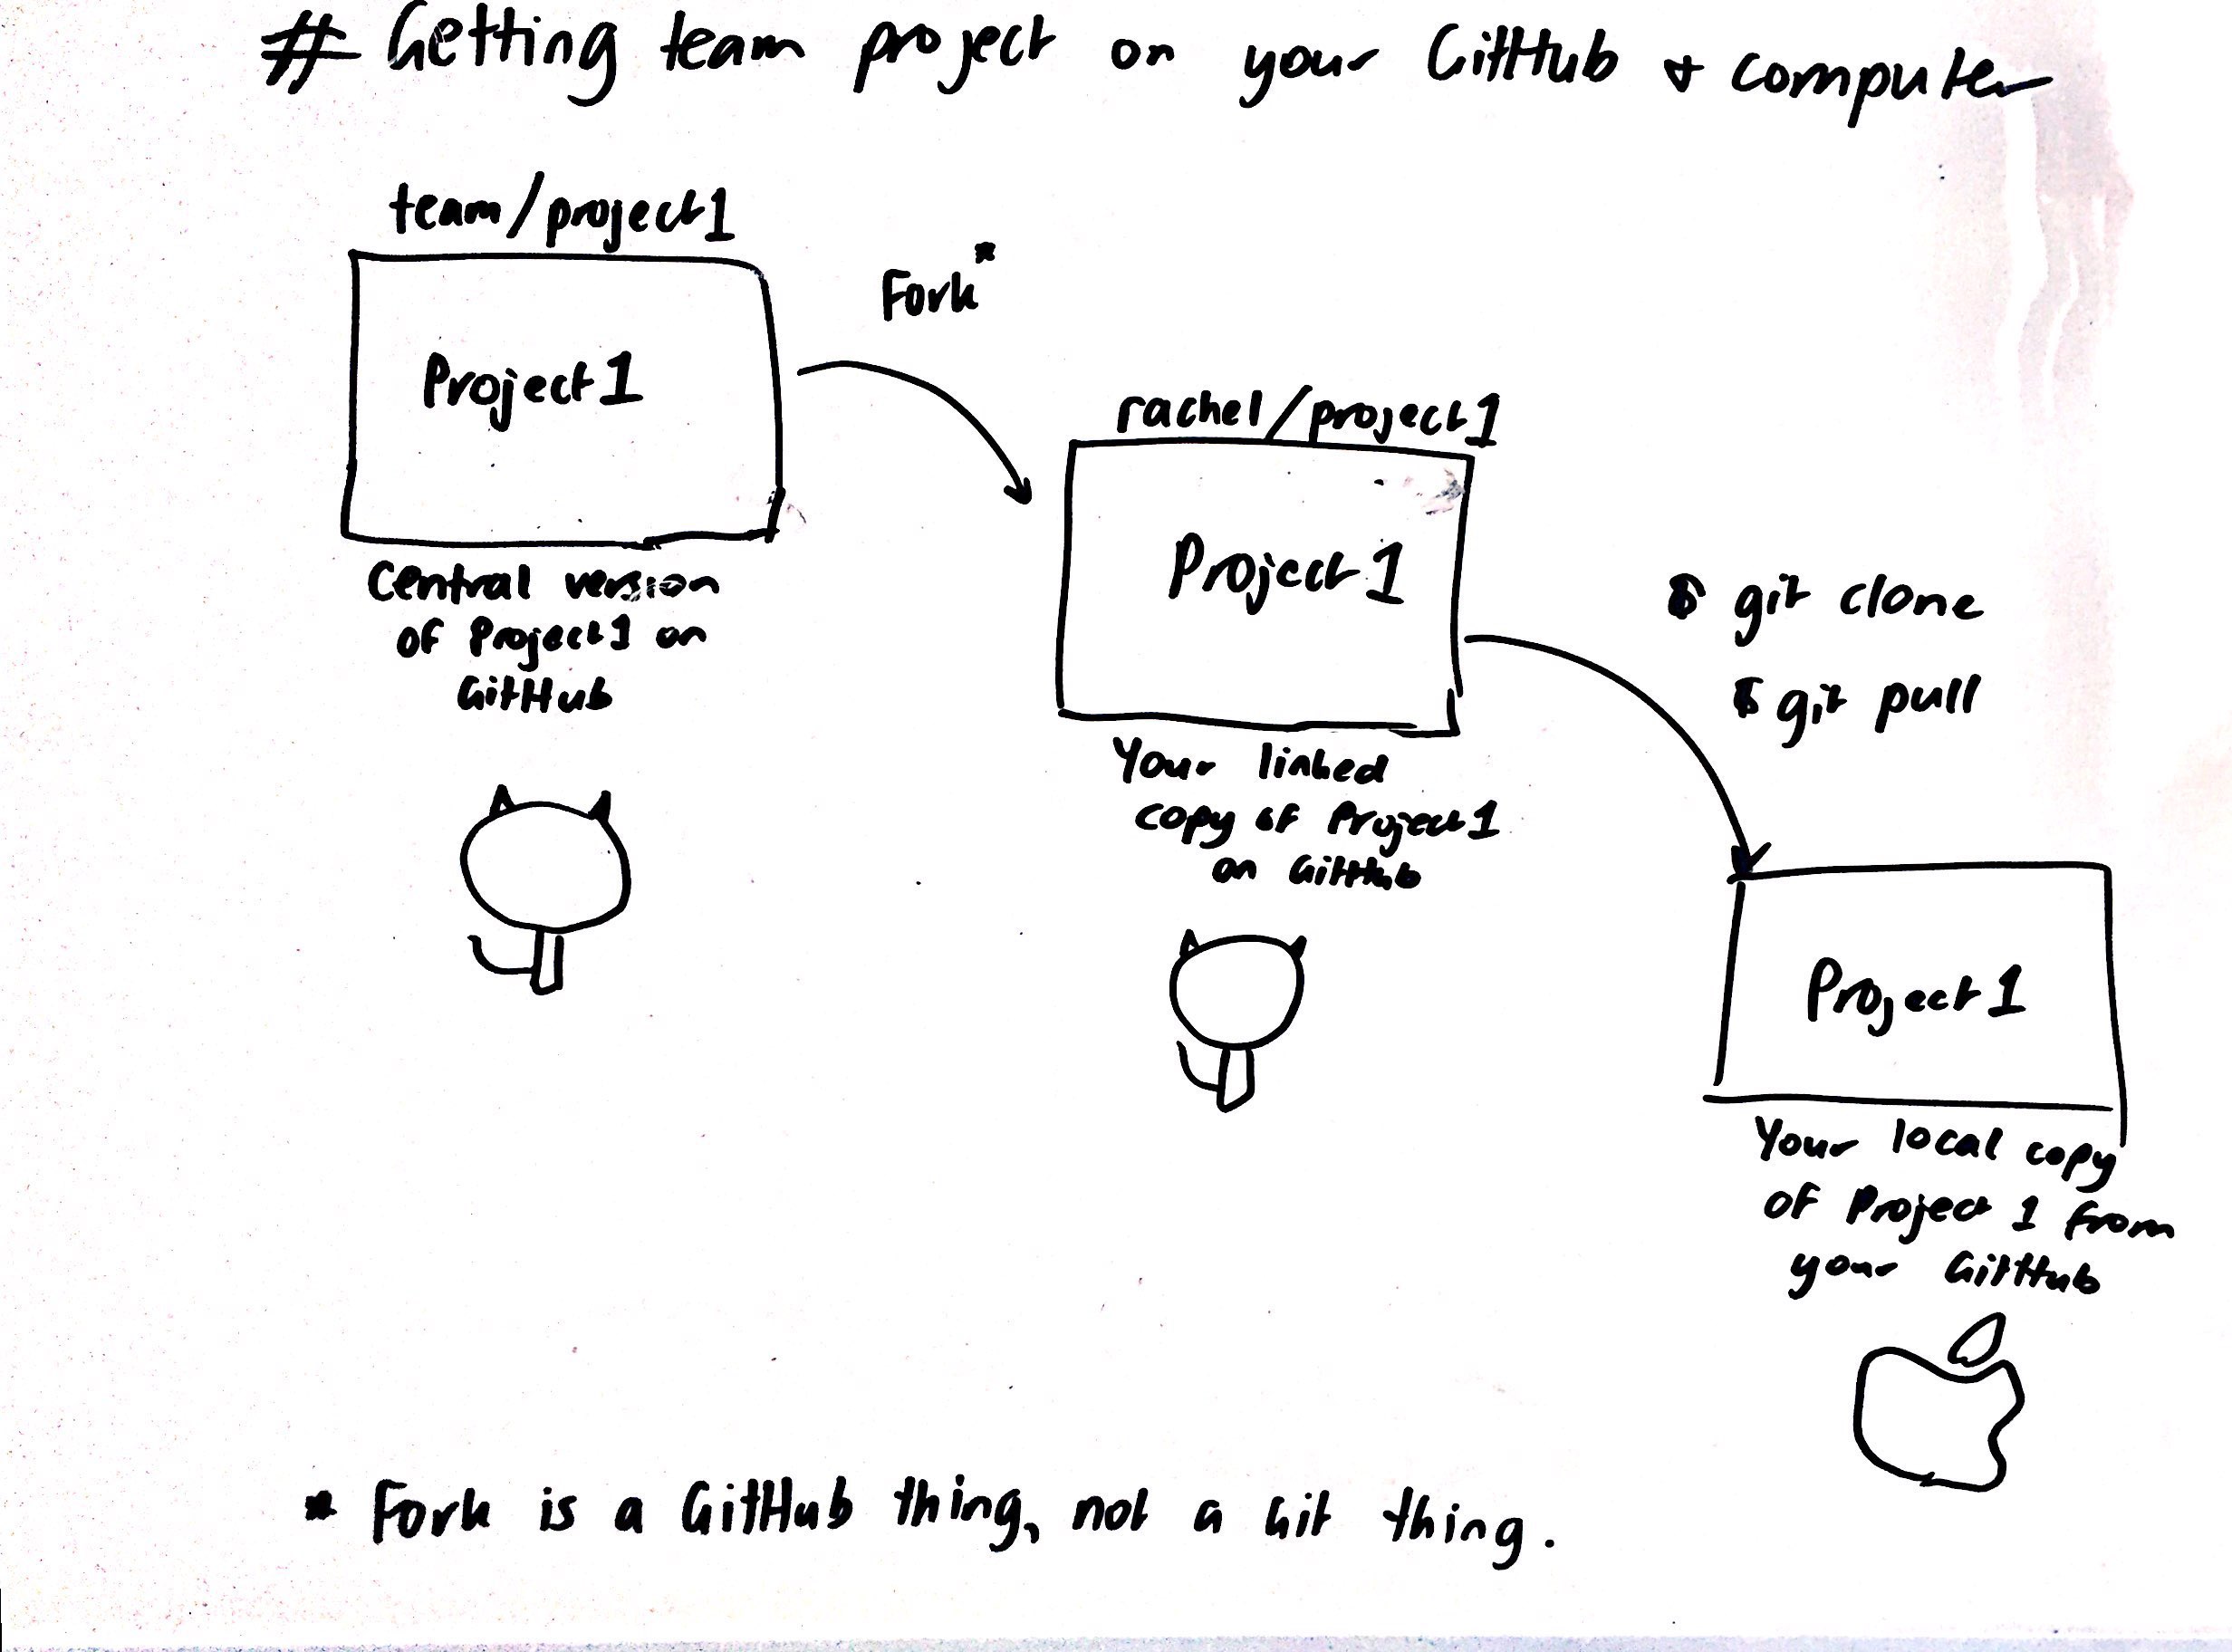 # Getting team project on your GitHub + computer
team/project1
Project1
Central version
of Project1 on
GitHub
Fork*
rachel/project1
Project1
Your linked
copy of Project1
on GitHub
$ git clone
$ git pull
Project1
Your local copy
of Project 1 from
your GitHub
* Fork is a GitHub thing, not a Git thing.